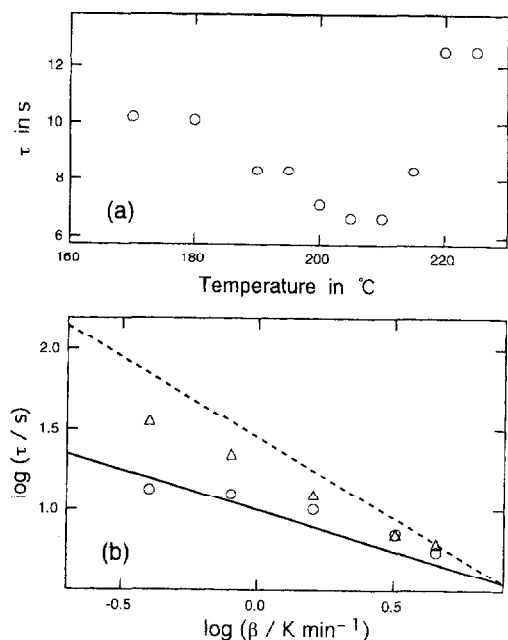 12
10
8
6
τ in s
(a)
160
180
200
220
Temperature in °C
2.0
1.5
1.0
log (τ / s)
(b)
-0.5
0.0
0.5
log (β / K min⁻¹)